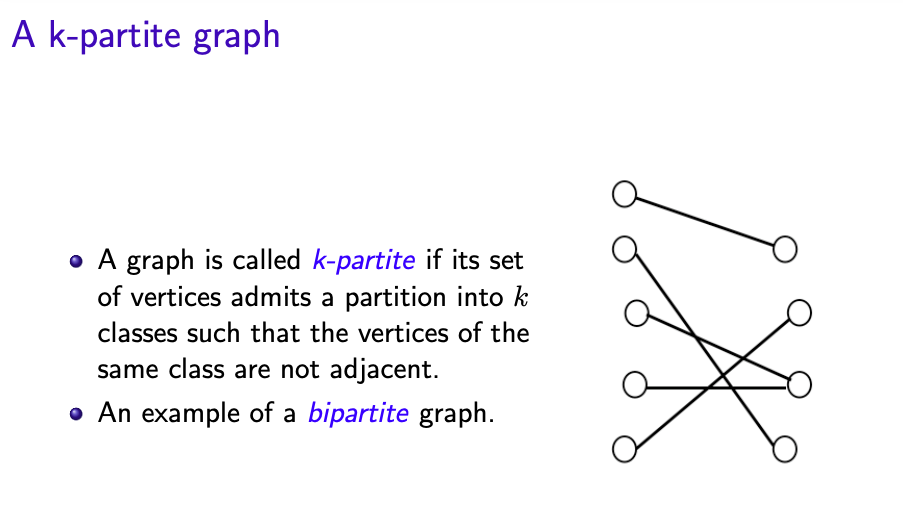 A k-partite graph
A graph is called k-partite if its set
of vertices admits a partition into k
classes such that the vertices of the
same class are not adjacent.
An example of a bipartite graph.